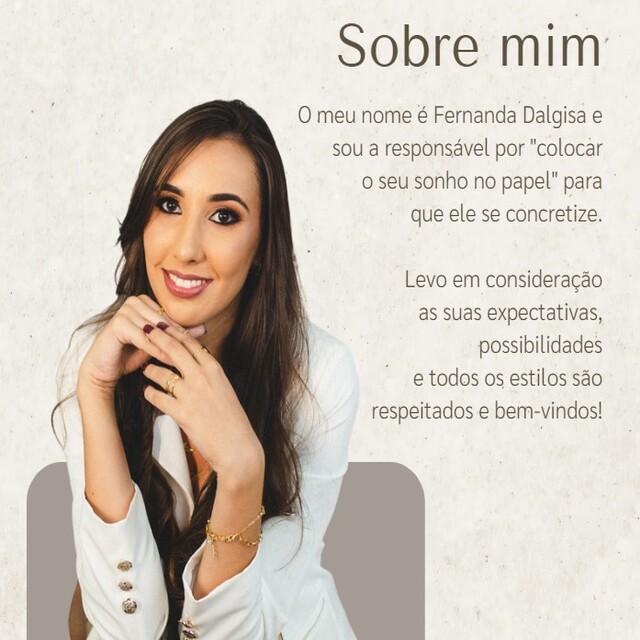 Sobre mim
O meu nome é Fernanda Dalgisa e
sou a responsável por "colocar
o seu sonho no papel" para
que ele se concretize.
Levo em consideração
as suas expectativas,
possibilidades
e todos os estilos são
respeitados e bem-vindos!